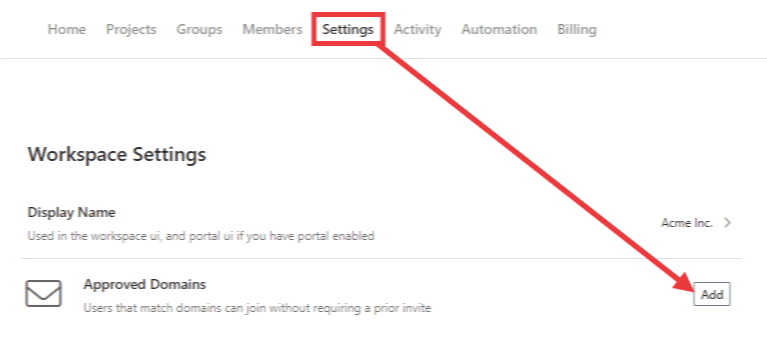 Home Projects Groups Members Settings Activity Automation Billing
Workspace Settings
Display Name
Used in the workspace ui, and portal ui if you have portal enabled
Acme Inc.
Approved Domains
Users that match domains can join without requiring a prior invite
Add